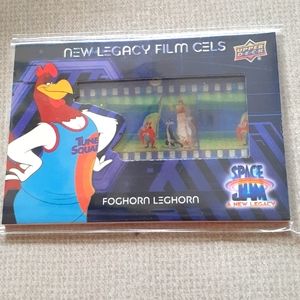 NEW LEGACY FILM CELS
UPPER DECK
TUNE
SQUAD
FOGHORN LEGHORN
SPACE
JAM
A NEW LEGACY